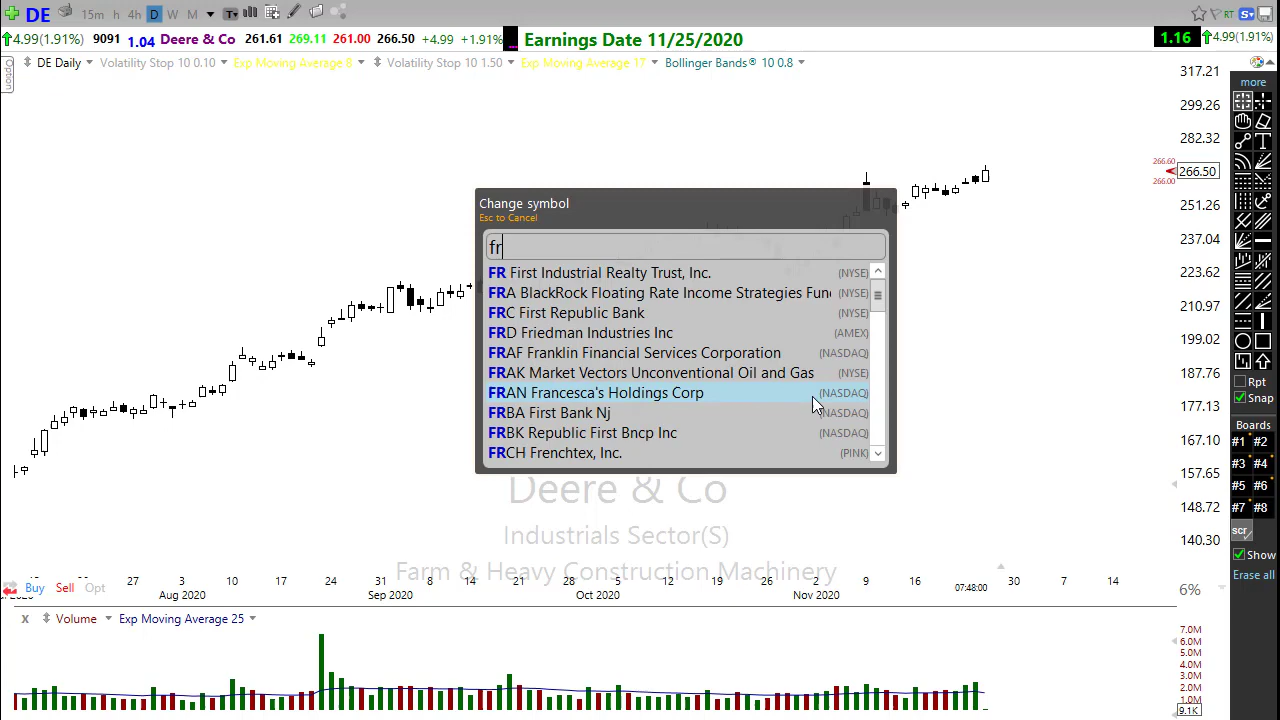 DE 15m h 4h D W M T
4.99(1.91%) 9091 1.04 Deere & Co 261.61 269.11 261.00 266.50 +4.99 +1.91% Earnings Date 11/25/2020 1.16 4.99(1.91%)
RT S
Option
DE Daily Volatility Stop 10 0.10 Exp Moving Average 8 Volatility Stop 10 1.50 Exp Moving Average 17 Bollinger Bands® 10 0.8
more
317.21
299.26
282.32
266.60
266.50
266.00
251.26
237.04
223.62
210.97
199.02
187.76
177.13
167.10
157.65
148.72
140.30
Change symbol
Esc to Cancel
fr
FR First Industrial Realty Trust, Inc. (NYSE)
FRA BlackRock Floating Rate Income Strategies Fun (NYSE)
FRC First Republic Bank (NYSE)
FRD Friedman Industries Inc (AMEX)
FRAF Franklin Financial Services Corporation (NASDAQ)
FRAK Market Vectors Unconventional Oil and Gas (NYSE)
FRAN Francesca's Holdings Corp (NASDAQ)
FRBA First Bank Nj (NASDAQ)
FRBK Republic First Bncp Inc (NASDAQ)
FRCH Frenchtex, Inc. (PINK)
Deere & Co
Industrials Sector(S)
Farm & Heavy Construction Machinery
Rpt
Snap
Boards
#1 #2
#3 #4
#5 #6
#7 #8
scr
Show
Erase all
Buy Sell Opt
27 3 10 17 24 31 8 14 21 28 5 12 19 26 2 9 16 30 7 14
Aug 2020 Sep 2020 Oct 2020 Nov 2020 07:48:00
6%
x Volume Exp Moving Average 25
7.0M
6.0M
5.0M
4.0M
3.0M
2.0M
1.0M
9.1K